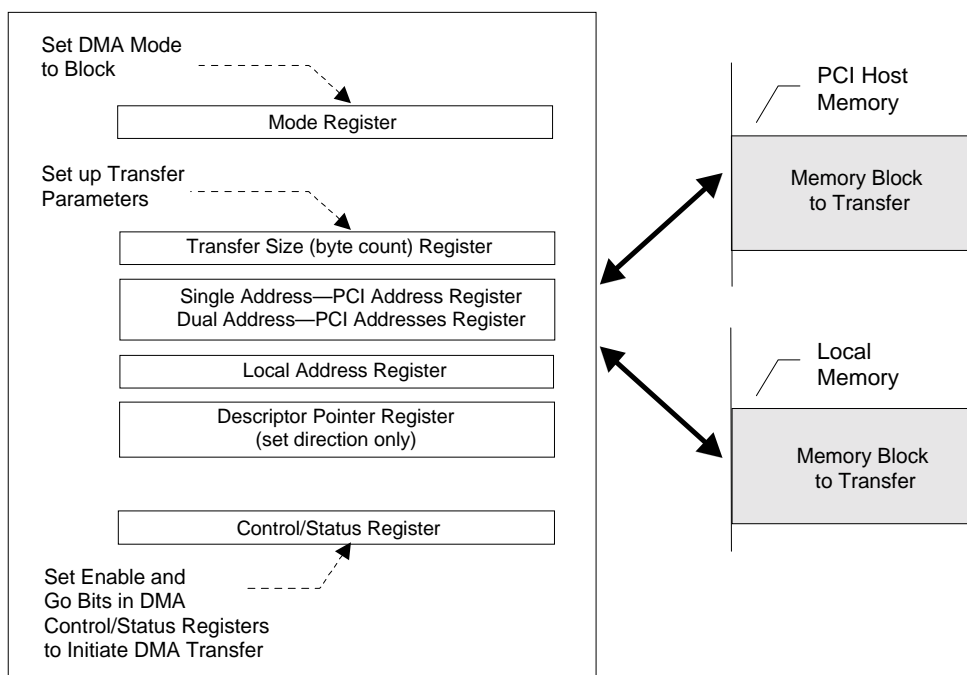 Set DMA Mode
to Block
Mode Register
Set up Transfer
Parameters
Transfer Size (byte count) Register
Single Address—PCI Address Register
Dual Address—PCI Addresses Register
Local Address Register
Descriptor Pointer Register
(set direction only)
Control/Status Register
Set Enable and
Go Bits in DMA
Control/Status Registers
to Initiate DMA Transfer
PCI Host
Memory
Memory Block
to Transfer
Local
Memory
Memory Block
to Transfer